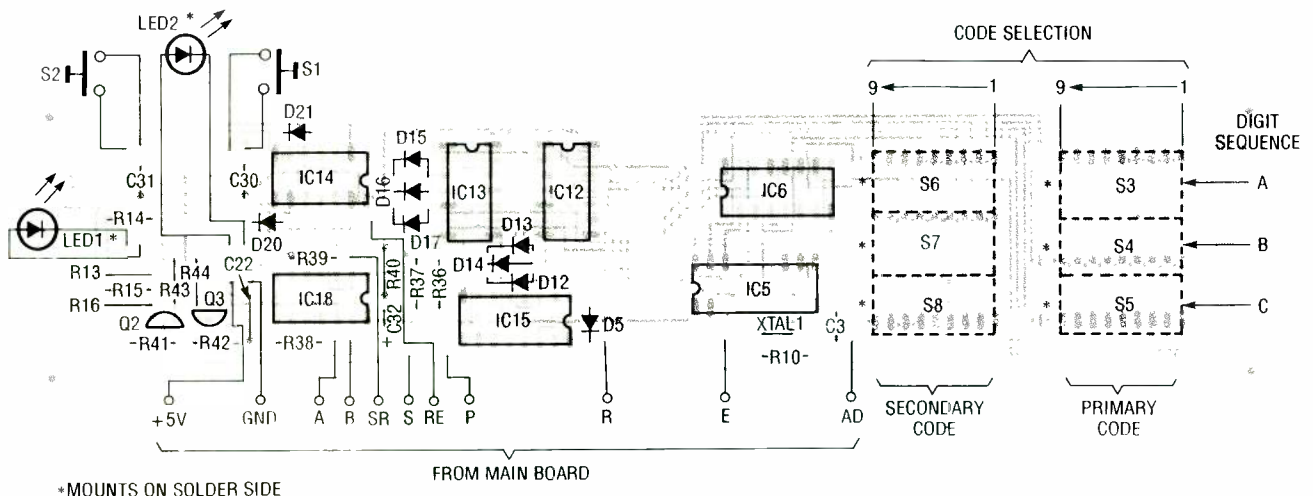 LED2 *
CODE SELECTION
S2
S1
9 1
9 1
D21
D15
DIGIT
SEQUENCE
C31
C30
IC14
D16
IC13
IC12
IC6
* S6
* S3
A
-R14-
LED1 *
D20
D17
D13
* S7
* S4
B
R13
R44
C22
*R39-
R40
-R37-
-R36-
D14
D12
-R15-
R43
Q3
IC18
IC5
* S8
* S5
C
R16
Q2
C32
+
IC15
D5
XTAL1
C3
-R41-
-R42-
-R38-
-R10-
+5V
GND
A
B
SR
S
RE
P
R
E
AD
SECONDARY
CODE
PRIMARY
CODE
FROM MAIN BOARD
*MOUNTS ON SOLDER SIDE